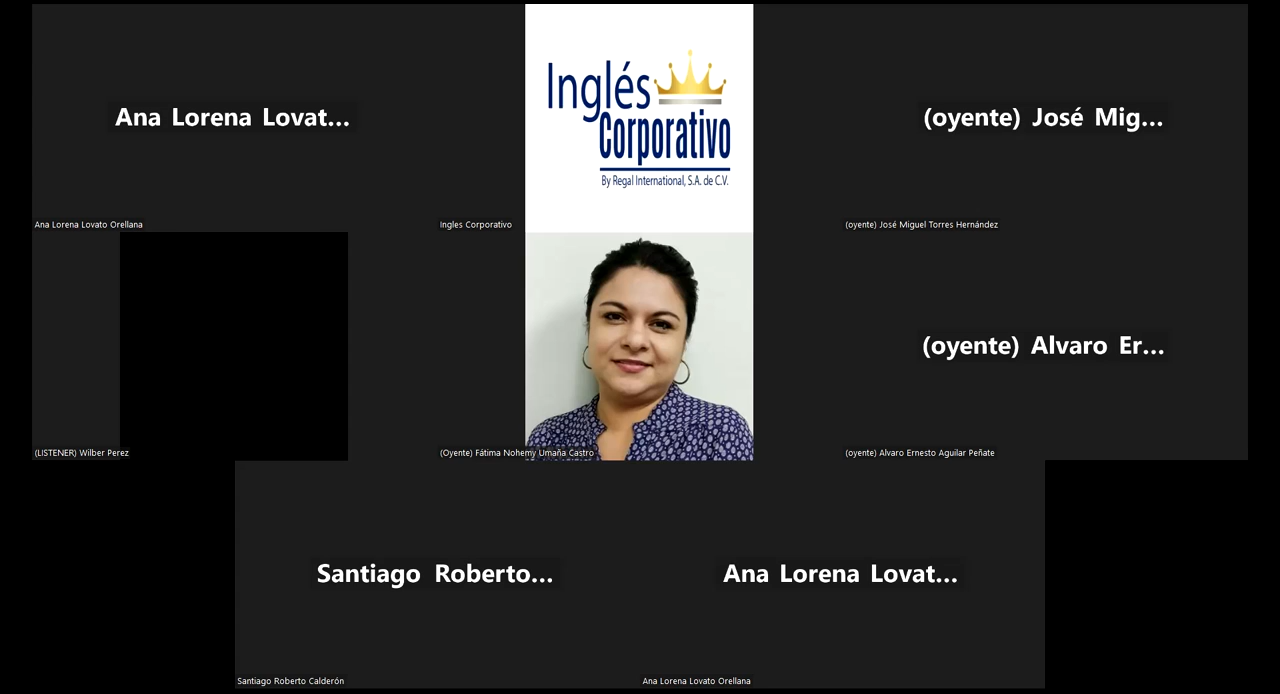 Ana Lorena Lovat...
Ana Lorena Lovato Orellana
Inglés
Corporativo
By Regal International, S.A. de C.V.
Ingles Corporativo
(oyente) José Mig...
(oyente) José Miguel Torres Hernández
(LISTENER) Wilber Perez
(Oyente) Fátima Nohemy Umaña Castro
(oyente) Alvaro Er...
(oyente) Alvaro Ernesto Aguilar Peñate
Santiago Roberto...
Santiago Roberto Calderón
Ana Lorena Lovat...
Ana Lorena Lovato Orellana